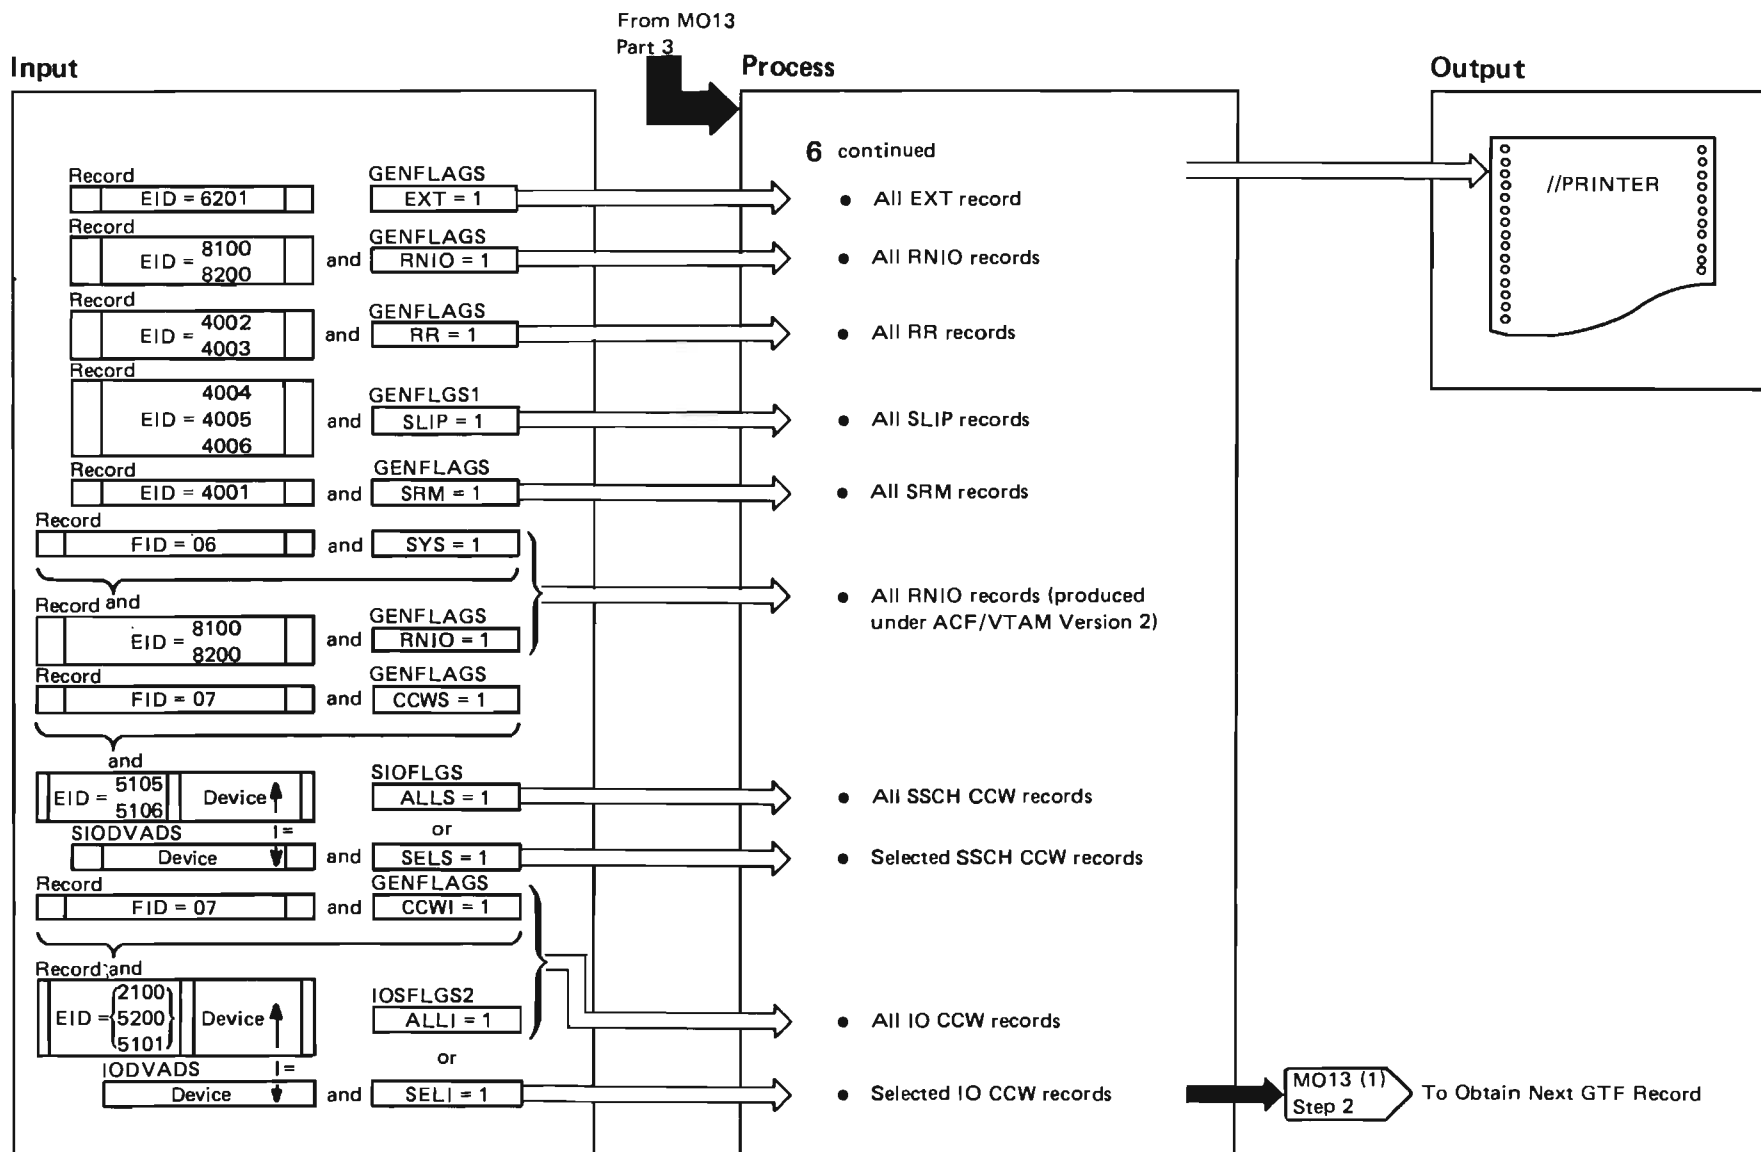 From MO13
Part 3
Input
Process
Output
6 continued
//PRINTER
Record
EID = 6201
GENFLAGS
EXT = 1
• All EXT record
Record
EID = 8100
8200
and
GENFLAGS
RNIO = 1
• All RNIO records
Record
EID = 4002
4003
and
GENFLAGS
RR = 1
• All RR records
Record
4004
EID = 4005
4006
and
GENFLGS1
SLIP = 1
• All SLIP records
Record
EID = 4001
and
GENFLAGS
SRM = 1
• All SRM records
Record
FID = 06
and
SYS = 1
Record and
EID = 8100
8200
and
GENFLAGS
RNIO = 1
• All RNIO records (produced
under ACF/VTAM Version 2)
Record
FID = 07
and
GENFLAGS
CCWS = 1
and
EID = 5105
5106
Device
SIOFLGS
ALLS = 1
• All SSCH CCW records
SIODVADS
I =
or
Device
and
SELS = 1
• Selected SSCH CCW records
Record
FID = 07
and
GENFLAGS
CCWI = 1
Record and
EID = 2100
5200
5101
Device
IOSFLGS2
ALLI = 1
• All IO CCW records
IODVADS
I =
or
Device
and
SELI = 1
• Selected IO CCW records
MO13 (1)
Step 2
To Obtain Next GTF Record